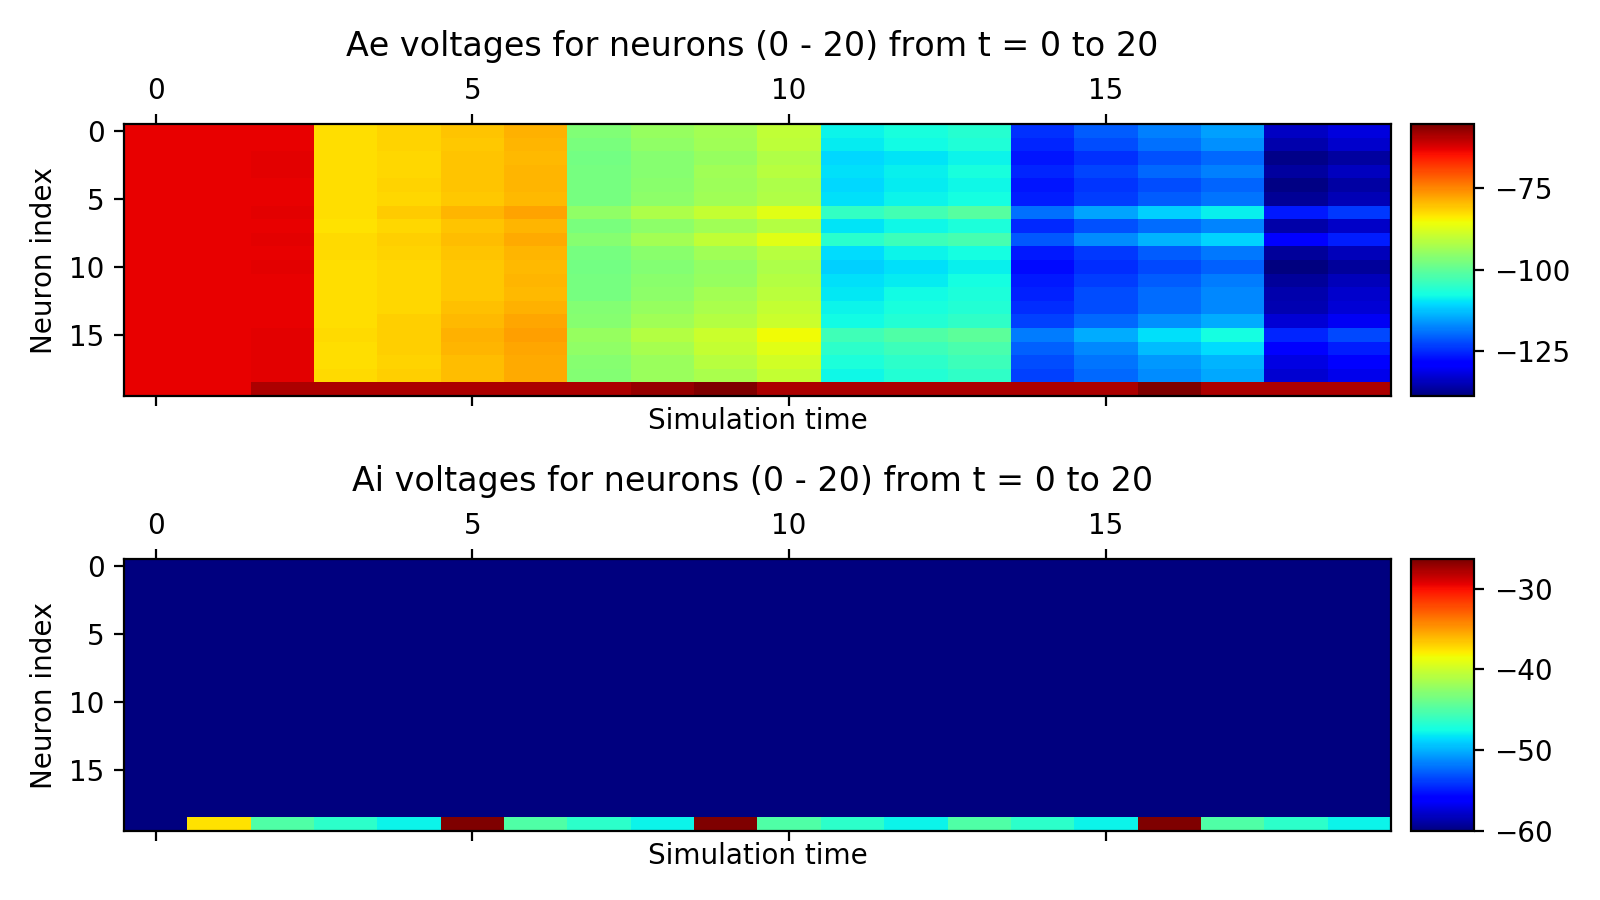 Ae voltages for neurons (0 - 20) from t = 0 to 20
0 5 10 15
Neuron index
0
5
10
15
−75
−100
−125
Simulation time
Ai voltages for neurons (0 - 20) from t = 0 to 20
0 5 10 15
Neuron index
0
5
10
15
−30
−40
−50
−60
Simulation time